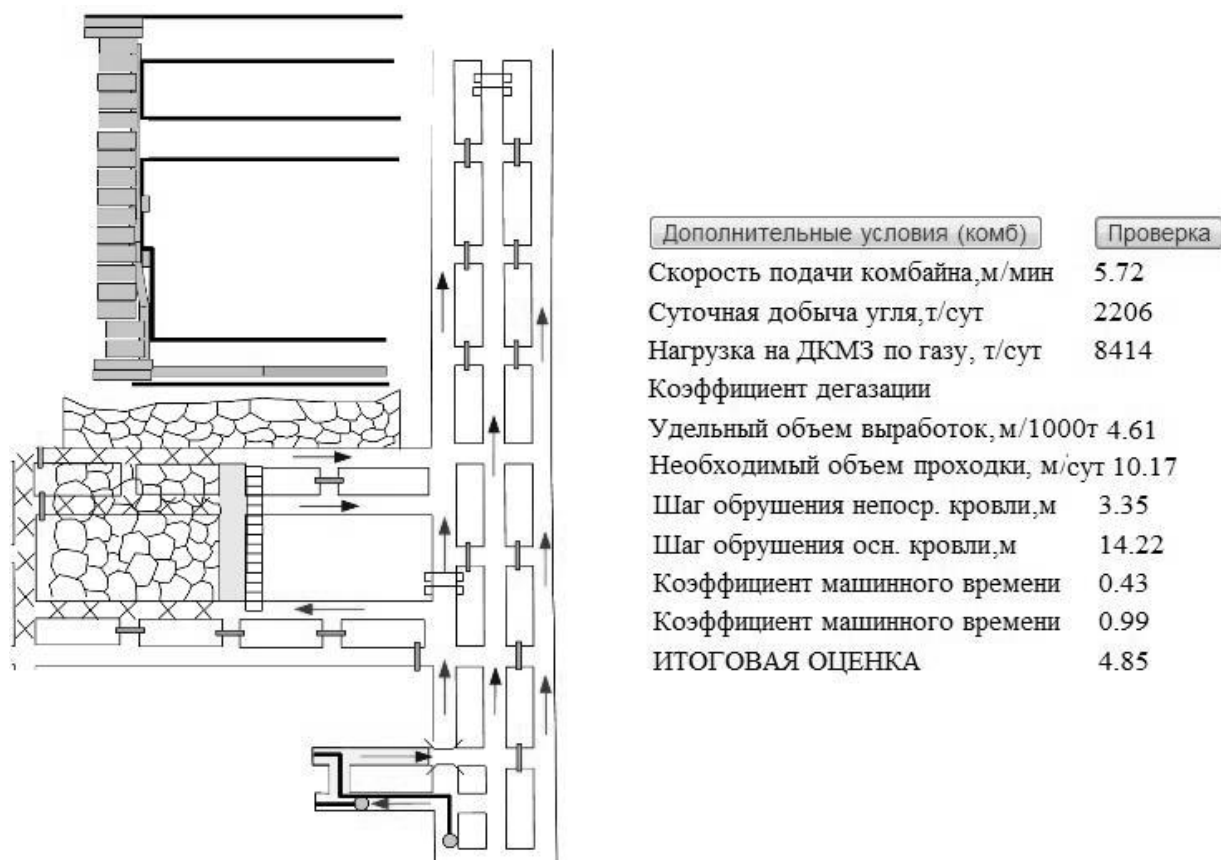 Дополнительные условия (комб) Проверка
Скорость подачи комбайна,м/мин 5.72
Суточная добыча угля,т/сут 2206
Нагрузка на ДКМЗ по газу, т/сут 8414
Коэффициент дегазации
Удельный объем выработок,м/1000т 4.61
Необходимый объем проходки, м/сут 10.17
Шаг обрушения непоср. кровли,м 3.35
Шаг обрушения осн. кровли,м 14.22
Коэффициент машинного времени 0.43
Коэффициент машинного времени 0.99
ИТОГОВАЯ ОЦЕНКА 4.85